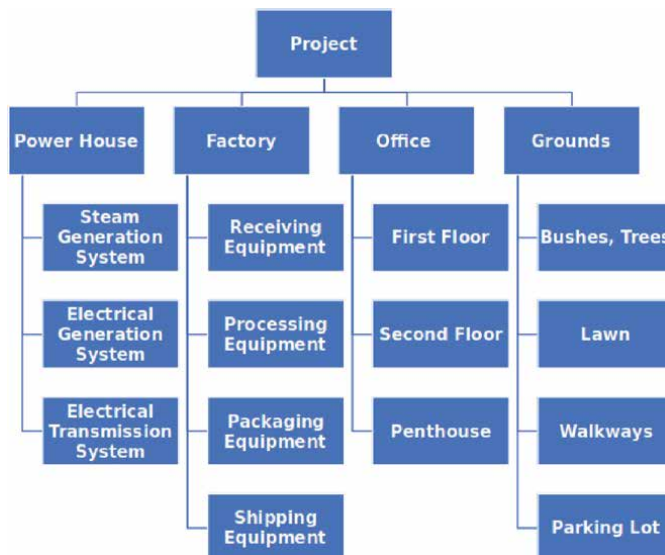 Project
Power House
Factory
Office
Grounds
Steam
Generation
System
Receiving
Equipment
First Floor
Bushes, Trees
Electrical
Generation
System
Processing
Equipment
Second Floor
Lawn
Electrical
Transmission
System
Packaging
Equipment
Penthouse
Walkways
Shipping
Equipment
Parking Lot